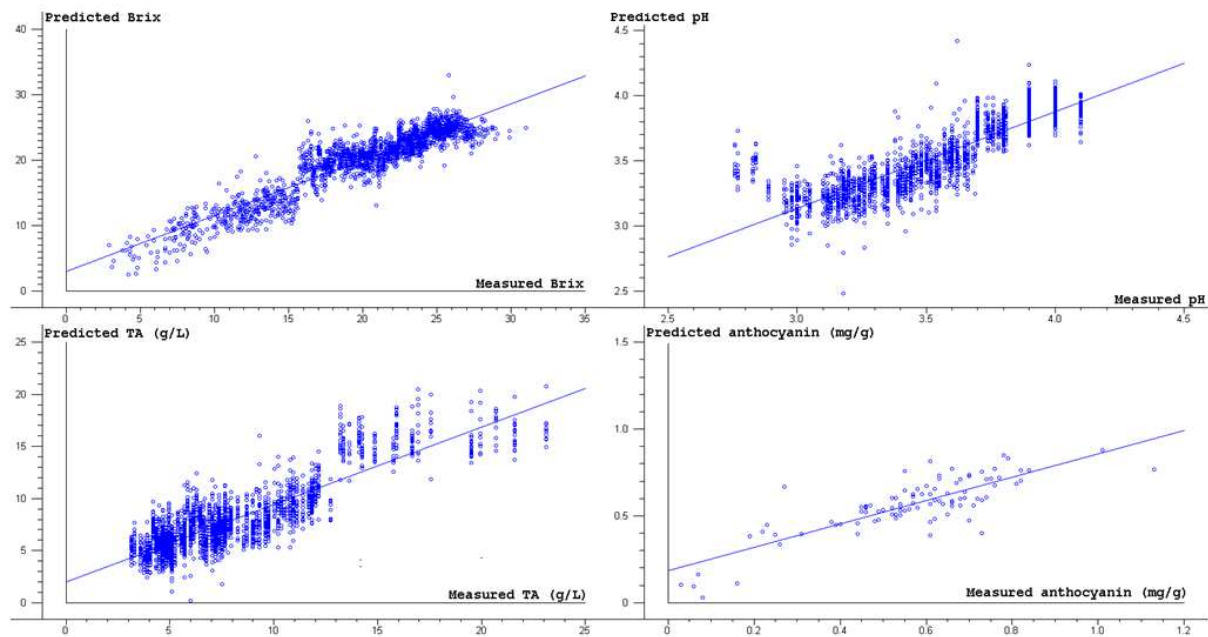 Predicted Brix
40
30
20
10
0
Measured Brix
0 5 10 15 20 25 30 35
Predicted pH
4.5
4.0
3.5
3.0
2.5
Measured pH
2.5 3.0 3.5 4.0 4.5
Predicted TA (g/L)
25
20
15
10
5
0
Measured TA (g/L)
0 5 10 15 20 25
Predicted anthocyanin (mg/g)
1.5
1.0
0.5
0
Measured anthocyanin (mg/g)
0 0.2 0.4 0.6 0.8 1.0 1.2